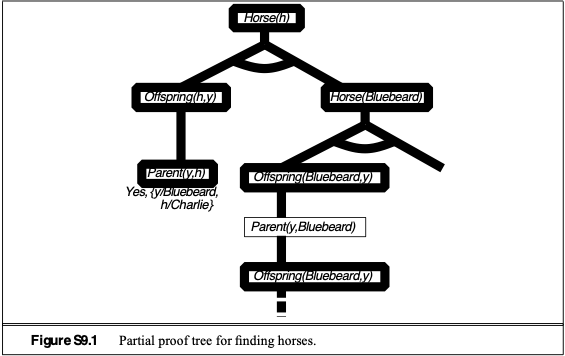 Horse(h)
Offspring(h,y)
Horse(Bluebeard)
Parent(y,h)
Yes, {y/Bluebeard,
h/Charlie}
Offspring(Bluebeard,y)
Parent(y,Bluebeard)
Offspring(Bluebeard,y)
Figure S9.1 Partial proof tree for finding horses.